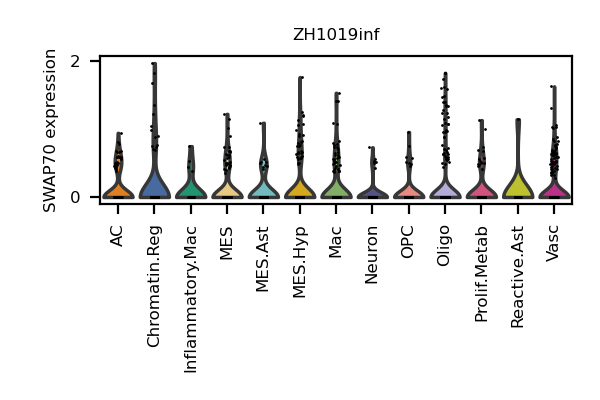 ZH1019inf
SWAP70 expression
2
0
AC
Chromatin.Reg
Inflammatory.Mac
MES
MES.Ast
MES.Hyp
Mac
Neuron
OPC
Oligo
Prolif.Metab
Reactive.Ast
Vasc